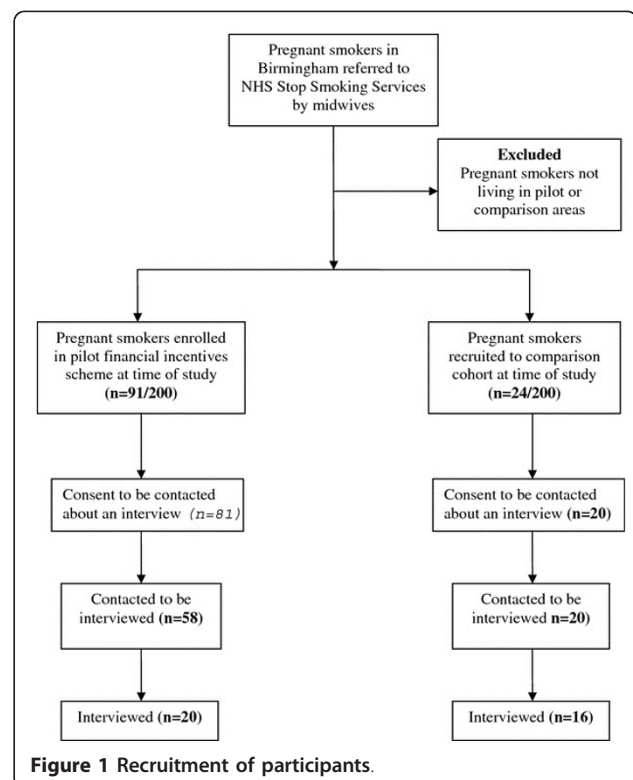 Pregnant smokers in
Birmingham referred to
NHS Stop Smoking Services
by midwives
Excluded
Pregnant smokers not
living in pilot or
comparison areas
Pregnant smokers enrolled
in pilot financial incentives
scheme at time of study
(n=91/200)
Pregnant smokers
recruited to comparison
cohort at time of study
(n=24/200)
Consent to be contacted
about an interview (n=81)
Consent to be contacted
about an interview (n=20)
Contacted to be
interviewed (n=58)
Contacted to be
interviewed n=20)
Interviewed (n=20)
Interviewed (n=16)
Figure 1 Recruitment of participants.